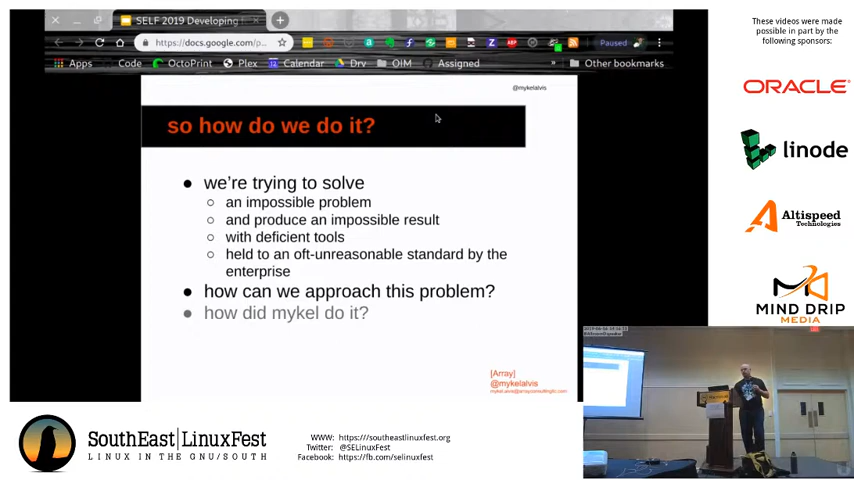 SELF 2019 Developing
https://docs.google.com/p...
Paused
Apps
Code
OctoPrint
Plex
Calendar
Drv
OIM
Assigned
»
Other bookmarks
@mykelalvis
so how do we do it?
● we're trying to solve
○ an impossible problem
○ and produce an impossible result
○ with deficient tools
○ held to an oft-unreasonable standard by the
enterprise
● how can we approach this problem?
● how did mykel do it?
[Array]
@mykelalvis
These videos were made
possible in part by the
following sponsors:
ORACLE
linode
Altispeed
Technologies
MIND DRIP
MEDIA
SouthEast|LinuxFest
LINUX IN THE GNU/SOUTH
WWW: https://southeastlinuxfest.org
Twitter: @SELinuxFest
Facebook: https://fb.com/selinuxfest